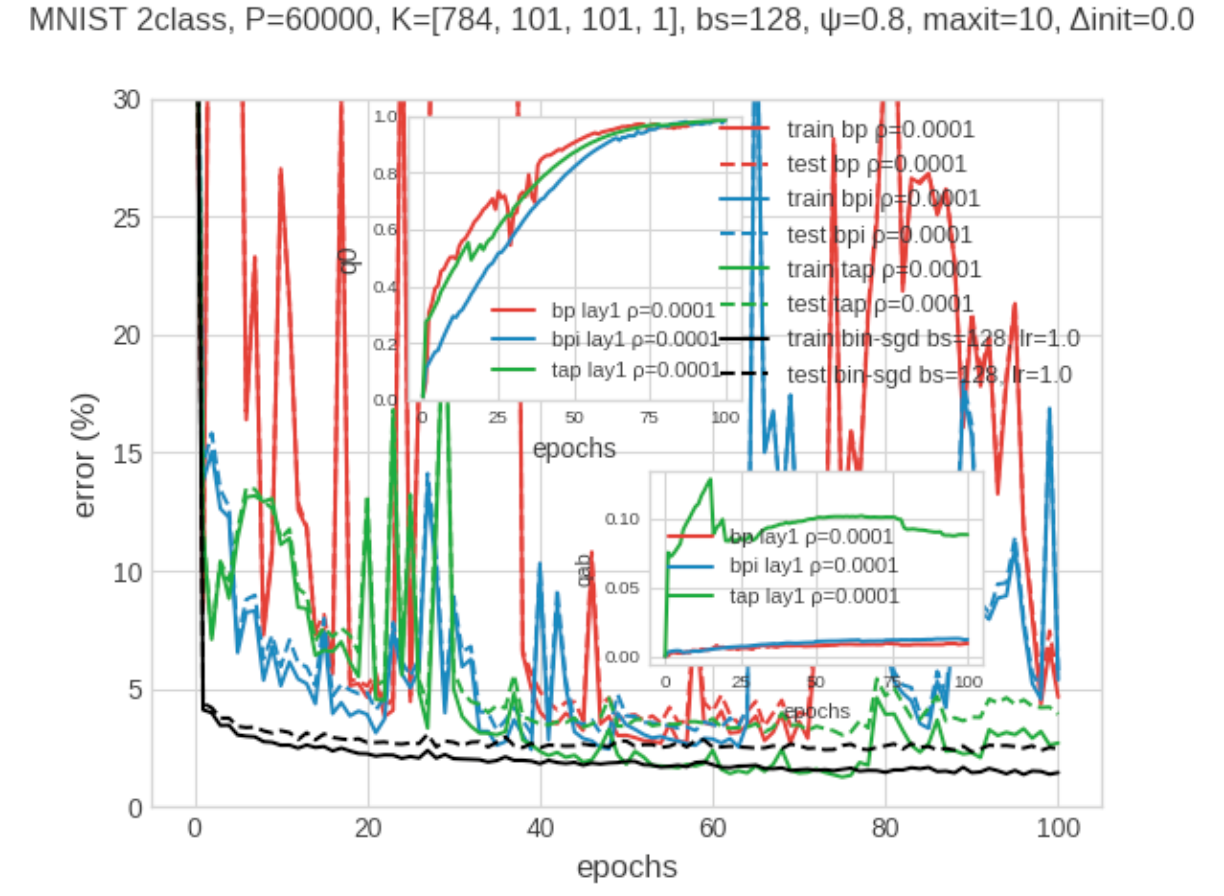 MNIST 2class, P=60000, K=[784, 101, 101, 1], bs=128, ψ=0.8, maxit=10, Δinit=0.0
30
25
20
15
10
5
0
error (%)
0
20
40
60
80
100
epochs
train bp ρ=0.0001
test bp ρ=0.0001
train bpi ρ=0.0001
test bpi ρ=0.0001
train tap ρ=0.0001
test tap ρ=0.0001
train bin-sgd bs=128, lr=1.0
test bin-sgd bs=128, lr=1.0
1.0
0.8
0.6
0.4
0.2
0.0
q0
bp lay1 ρ=0.0001
bpi lay1 ρ=0.0001
tap lay1 ρ=0.0001
0
25
50
75
100
epochs
0.10
0.05
0.00
qab
bp lay1 ρ=0.0001
bpi lay1 ρ=0.0001
tap lay1 ρ=0.0001
0
25
50
75
100
epochs